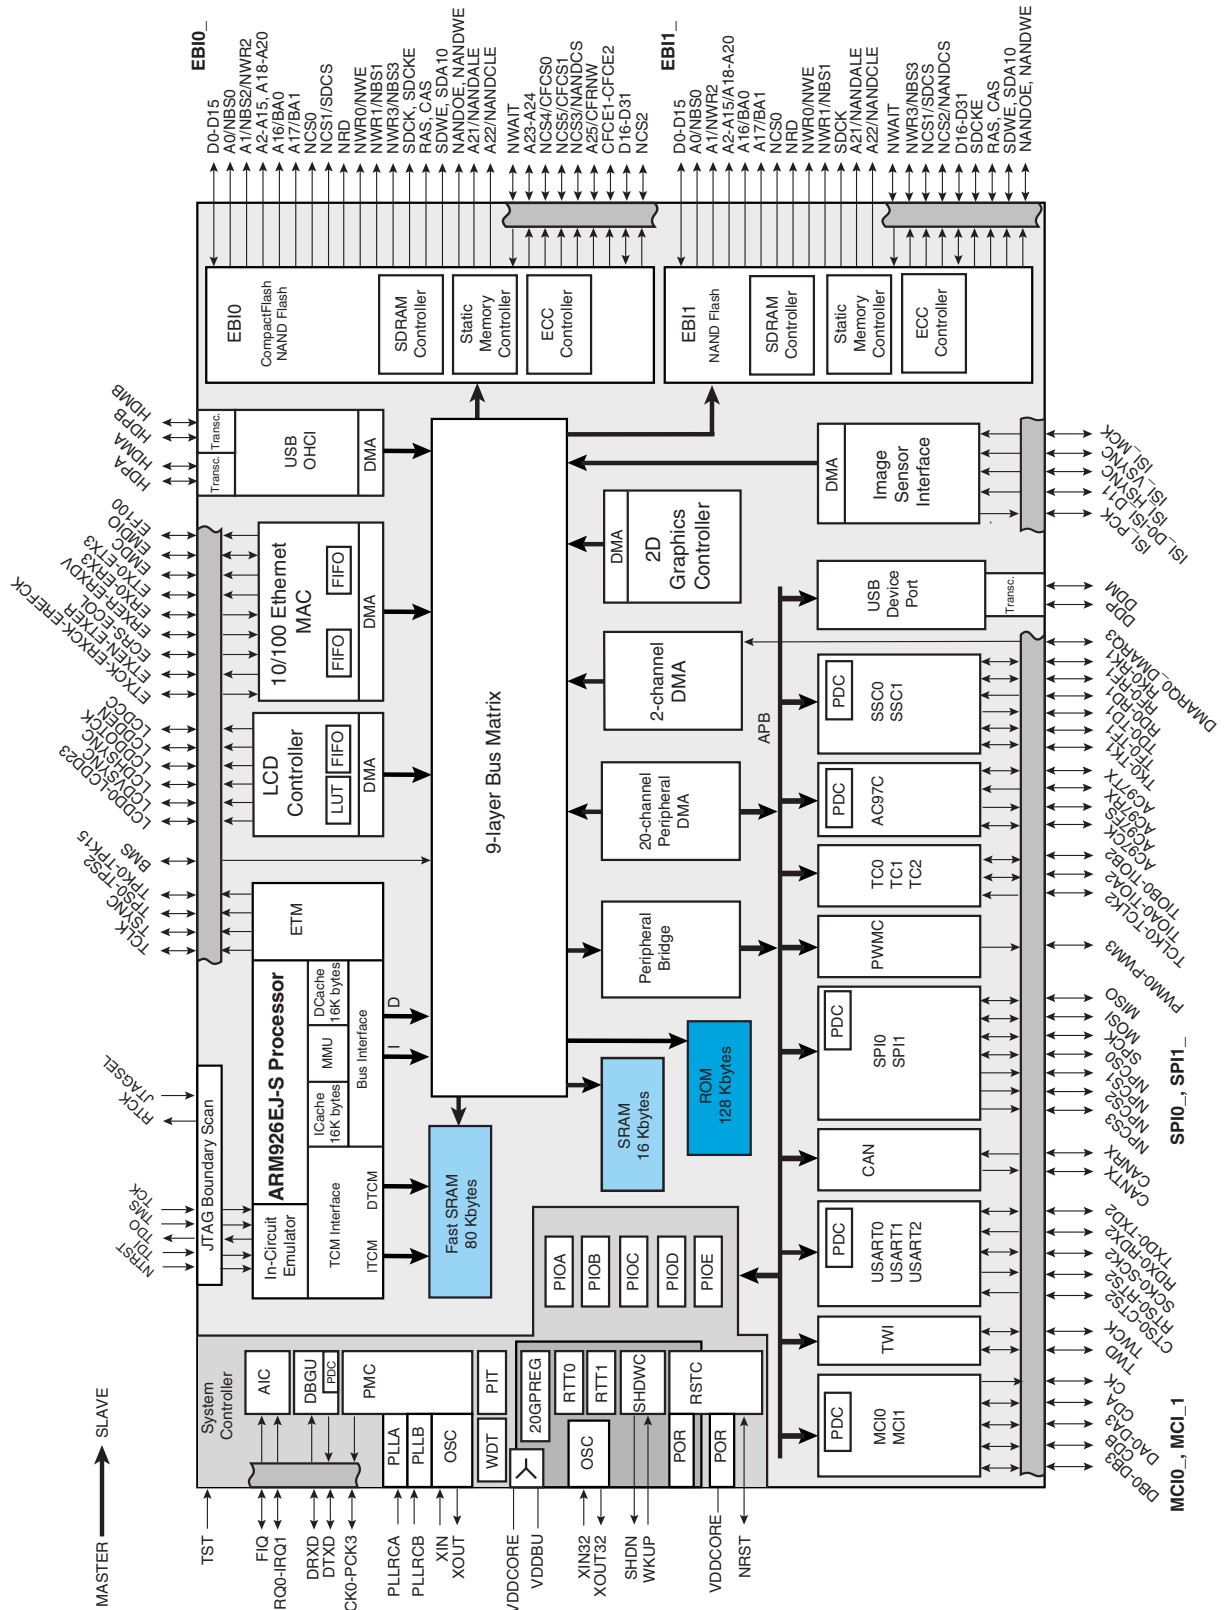 MASTER
SLAVE
TST
FIQ
RQ0-IRQ1
DRXD
DTXD
CK0-PCK3
PLLRCA
PLLRCB
XIN
XOUT
VDDCORE
VDDBU
XIN32
XOUT32
SHDN
WKUP
VDDCORE
NRST
System
Controller
AIC
DBGU
PDC
PMC
PLLA
PLLB
OSC
PIT
WDT
20GPREG
RTT0
RTT1
OSC
SHDWC
RSTC
POR
POR
PIOA
PIOB
PIOC
PIOD
PIOE
NTRST
TDI
TDO
TMS
TCK
RTCK
JTAGSEL
JTAG Boundary Scan
In-Circuit
Emulator
ARM926EJ-S Processor
TCM Interface
ITCM
DTCM
ICache
16K bytes
MMU
DCache
16K bytes
Bus Interface
I
D
ETM
TCLK
TSYNC
TPS0-TPS2
TPK0-TPK15
BMS
LCDD0-LCDD23
LCDVSYNC
LCDHSYNC
LCDDOTCK
LCDDEN
LCDCC
LCD
Controller
LUT
FIFO
DMA
ETXCK-ERXCK-EREFCK
ETXEN-ETXER
ECRS-ECOL
ERXER-ERXDV
ERX0-ERX3
ETX0-ETX3
EMDC
EMDIO
EF100
10/100 Ethernet
MAC
FIFO
FIFO
DMA
HDPA
HDMA
HDPB
HDMB
Transc.
Transc.
USB
OHCI
DMA
Fast SRAM
80 Kbytes
9-layer Bus Matrix
SRAM
16 Kbytes
ROM
128 Kbytes
Peripheral
Bridge
20-channel
Peripheral
DMA
2-channel
DMA
DMA
2D
Graphics
Controller
APB
EBI0_
EBI0
CompactFlash
NAND Flash
SDRAM
Controller
Static
Memory
Controller
ECC
Controller
D0-D15
A0/NBS0
A1/NBS2/NWR2
A2-A15, A18-A20
A16/BA0
A17/BA1
NCS0
NCS1/SDCS
NRD
NWR0/NWE
NWR1/NBS1
NWR3/NBS3
SDCK, SDCKE
RAS, CAS
SDWE, SDA10
NANDOE, NANDWE
A21/NANDALE
A22/NANDCLE
NWAIT
A23-A24
NCS4/CFCS0
NCS5/CFCS1
NCS3/NANDCS
A25/CFRNW
CFCE1-CFCE2
D16-D31
NCS2
EBI1_
EBI1
NAND Flash
SDRAM
Controller
Static
Memory
Controller
ECC
Controller
D0-D15
A0/NBS0
A1/NWR2
A2-A15/A18-A20
A16/BA0
A17/BA1
NCS0
NRD
NWR0/NWE
NWR1/NBS1
SDCK
A21/NANDALE
A22/NANDCLE
NWAIT
NWR3/NBS3
NCS1/SDCS
NCS2/NANDCS
D16-D31
SDCKE
RAS, CAS
SDWE, SDA10
NANDOE, NANDWE
DMA
Image
Sensor
Interface
ISI_PCK
ISI_D0-ISI_D11
ISI_HSYNC
ISI_VSYNC
ISI_MCK
USB
Device
Port
Transc.
DDP
DDM
DMARQ0_DMARQ3
PDC
SSC0
SSC1
TK0-TK1
TF0-TF1
TD0-TD1
RD0-RD1
RF0-RF1
RK0-RK1
PDC
AC97C
AC97CK
AC97FS
AC97RX
AC97TX
TC0
TC1
TC2
TCLK0-TCLK2
TIOA0-TIOA2
TIOB0-TIOB2
PWMC
PWM0-PWM3
PDC
SPI0
SPI1
NPCS3
NPCS2
NPCS1
NPCS0
SPCK
MOSI
MISO
SPI0_, SPI1_
CAN
CANTX
CANRX
PDC
USART0
USART1
USART2
CTS0-CTS2
RTS0-RTS2
SCK0-SCK2
RDX0-RDX2
TXD0-TXD2
TWI
TWD
TWCK
PDC
MCI0
MCI1
DB0-DB3
CDB
DA0-DA3
CDA
CK
MCI0_, MCI_1